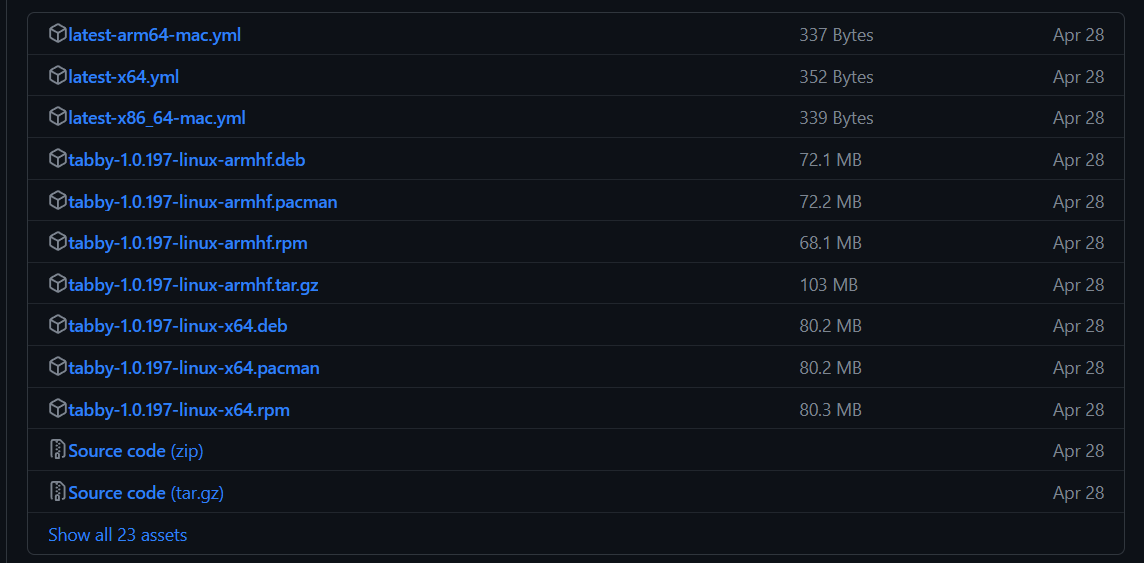 latest-arm64-mac.yml 337 Bytes Apr 28
latest-x64.yml 352 Bytes Apr 28
latest-x86_64-mac.yml 339 Bytes Apr 28
tabby-1.0.197-linux-armhf.deb 72.1 MB Apr 28
tabby-1.0.197-linux-armhf.pacman 72.2 MB Apr 28
tabby-1.0.197-linux-armhf.rpm 68.1 MB Apr 28
tabby-1.0.197-linux-armhf.tar.gz 103 MB Apr 28
tabby-1.0.197-linux-x64.deb 80.2 MB Apr 28
tabby-1.0.197-linux-x64.pacman 80.2 MB Apr 28
tabby-1.0.197-linux-x64.rpm 80.3 MB Apr 28
Source code (zip) Apr 28
Source code (tar.gz) Apr 28
Show all 23 assets